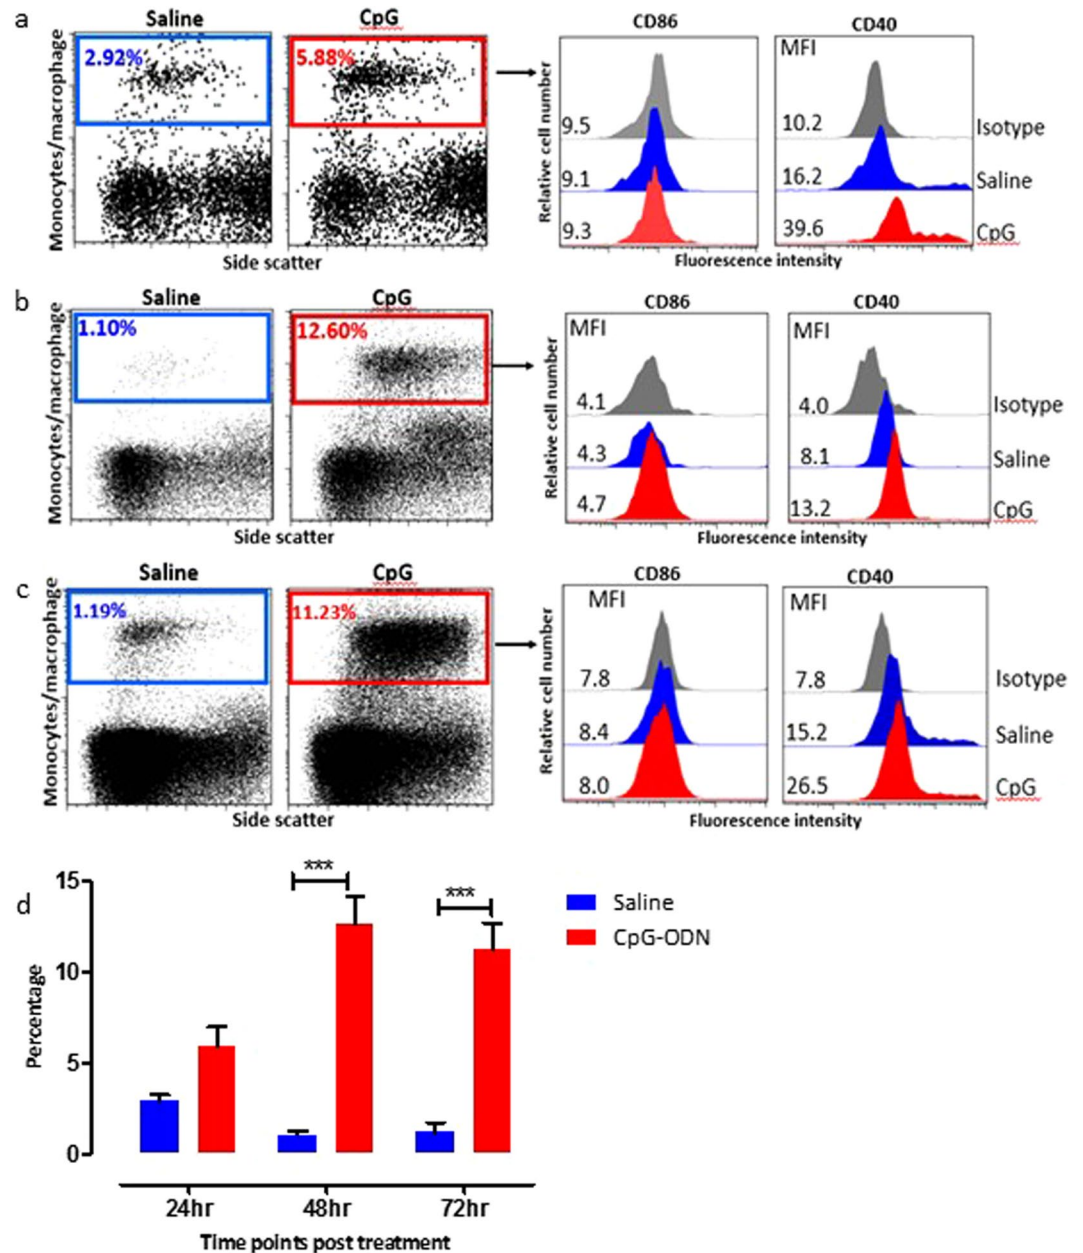 a
Saline
CpG
Monocytes/macrophage
2.92%
5.88%
Side scatter
CD86
CD40
Relative cell number
MFI
9.5
9.1
9.3
10.2
16.2
39.6
Isotype
Saline
CpG
Fluorescence intensity
b
Saline
CpG
Monocytes/macrophage
1.10%
12.60%
Side scatter
CD86
CD40
Relative cell number
MFI
4.1
4.3
4.7
MFI
4.0
8.1
13.2
Isotype
Saline
CpG
Fluorescence intensity
c
Saline
CpG
Monocytes/macrophage
1.19%
11.23%
Side scatter
CD86
CD40
Relative cell number
MFI
7.8
8.4
8.0
MFI
7.8
15.2
26.5
Isotype
Saline
CpG
Fluorescence intensity
d
Percentage
15
10
5
0
***
***
24hr
48hr
72hr
Time points post treatment
Saline
CpG-ODN